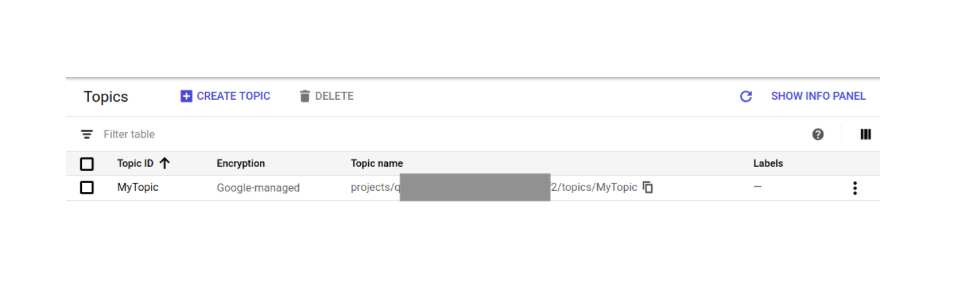 Topics CREATE TOPIC DELETE SHOW INFO PANEL
Filter table
Topic ID Encryption Topic name Labels
MyTopic Google-managed projects/q 2/topics/MyTopic —